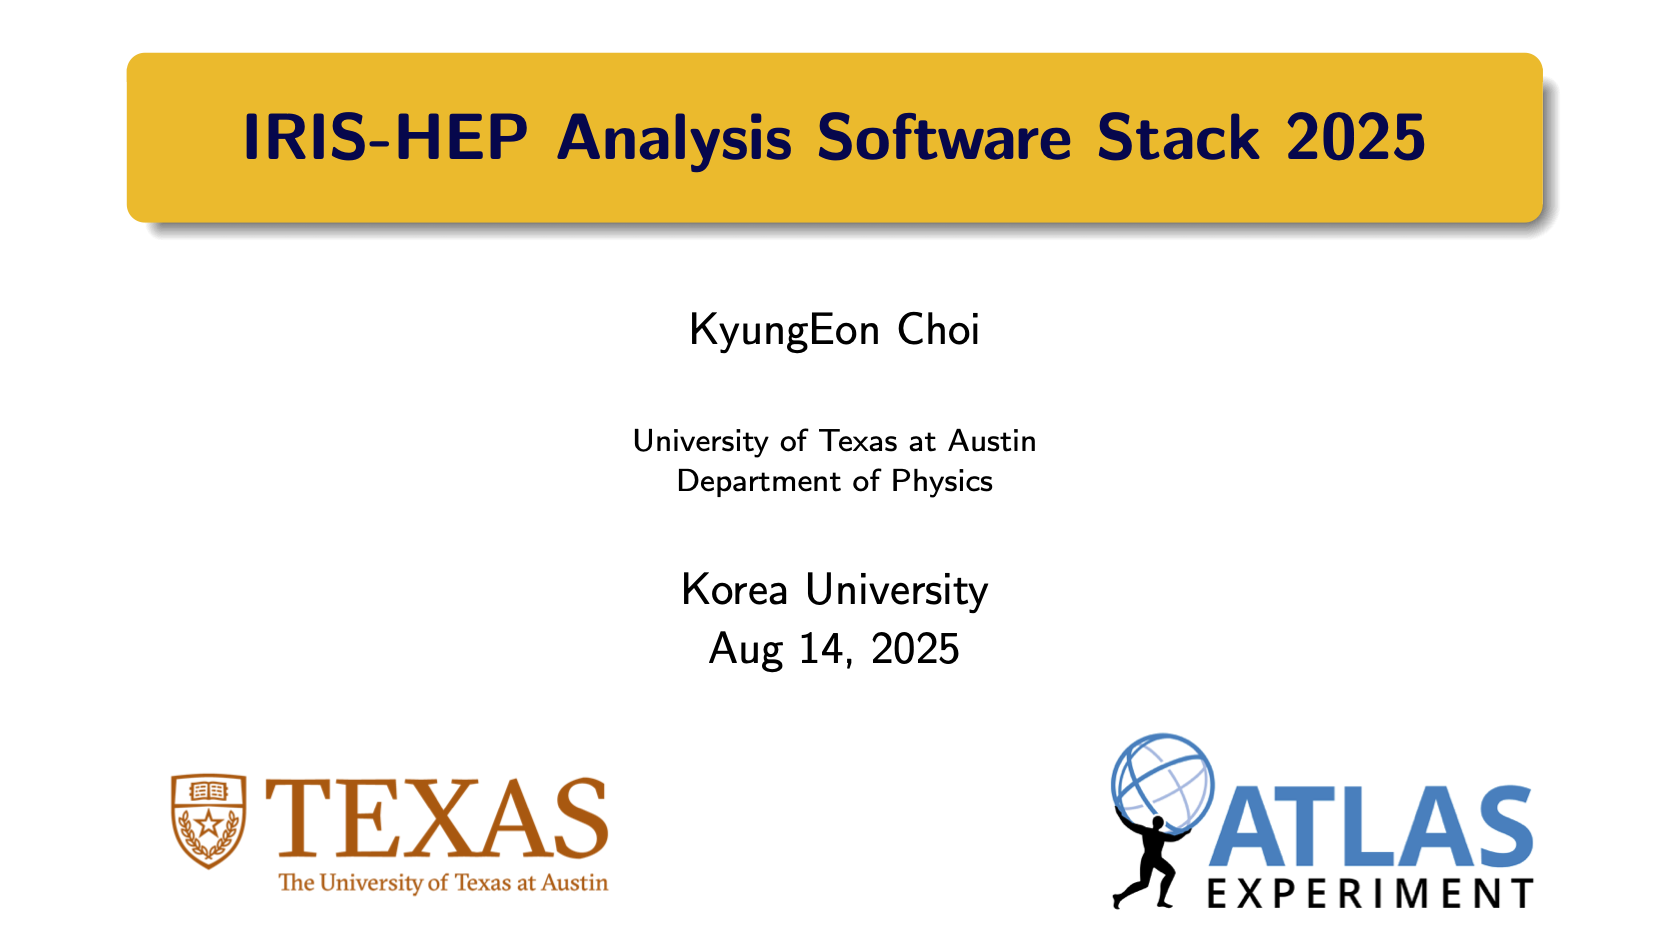 IRIS-HEP Analysis Software Stack 2025
KyungEon Choi
University of Texas at Austin
Department of Physics
Korea University
Aug 14, 2025
TEXAS
The University of Texas at Austin
ATLAS
EXPERIMENT